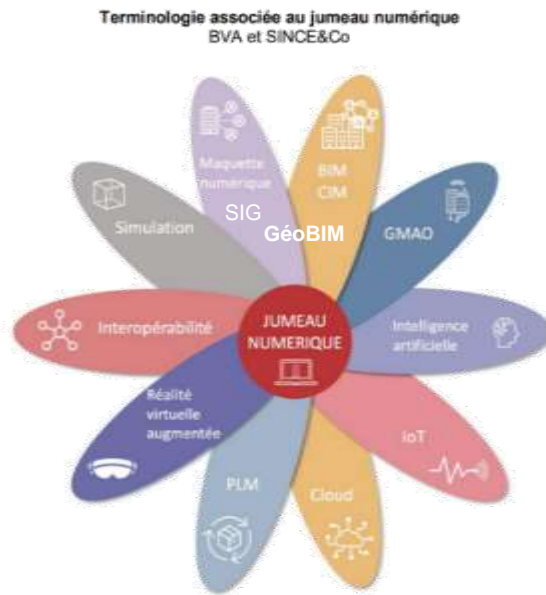 Terminologie associée au jumeau numérique
BVA et SINCE&Co
Maquette
numérique
SIG
BIM
CIM
GéoBIM
GMAO
Simulation
Interopérabilité
JUMEAU
NUMERIQUE
Intelligence
artificielle
Réalité
virtuelle
augmentée
IoT
PLM
Cloud